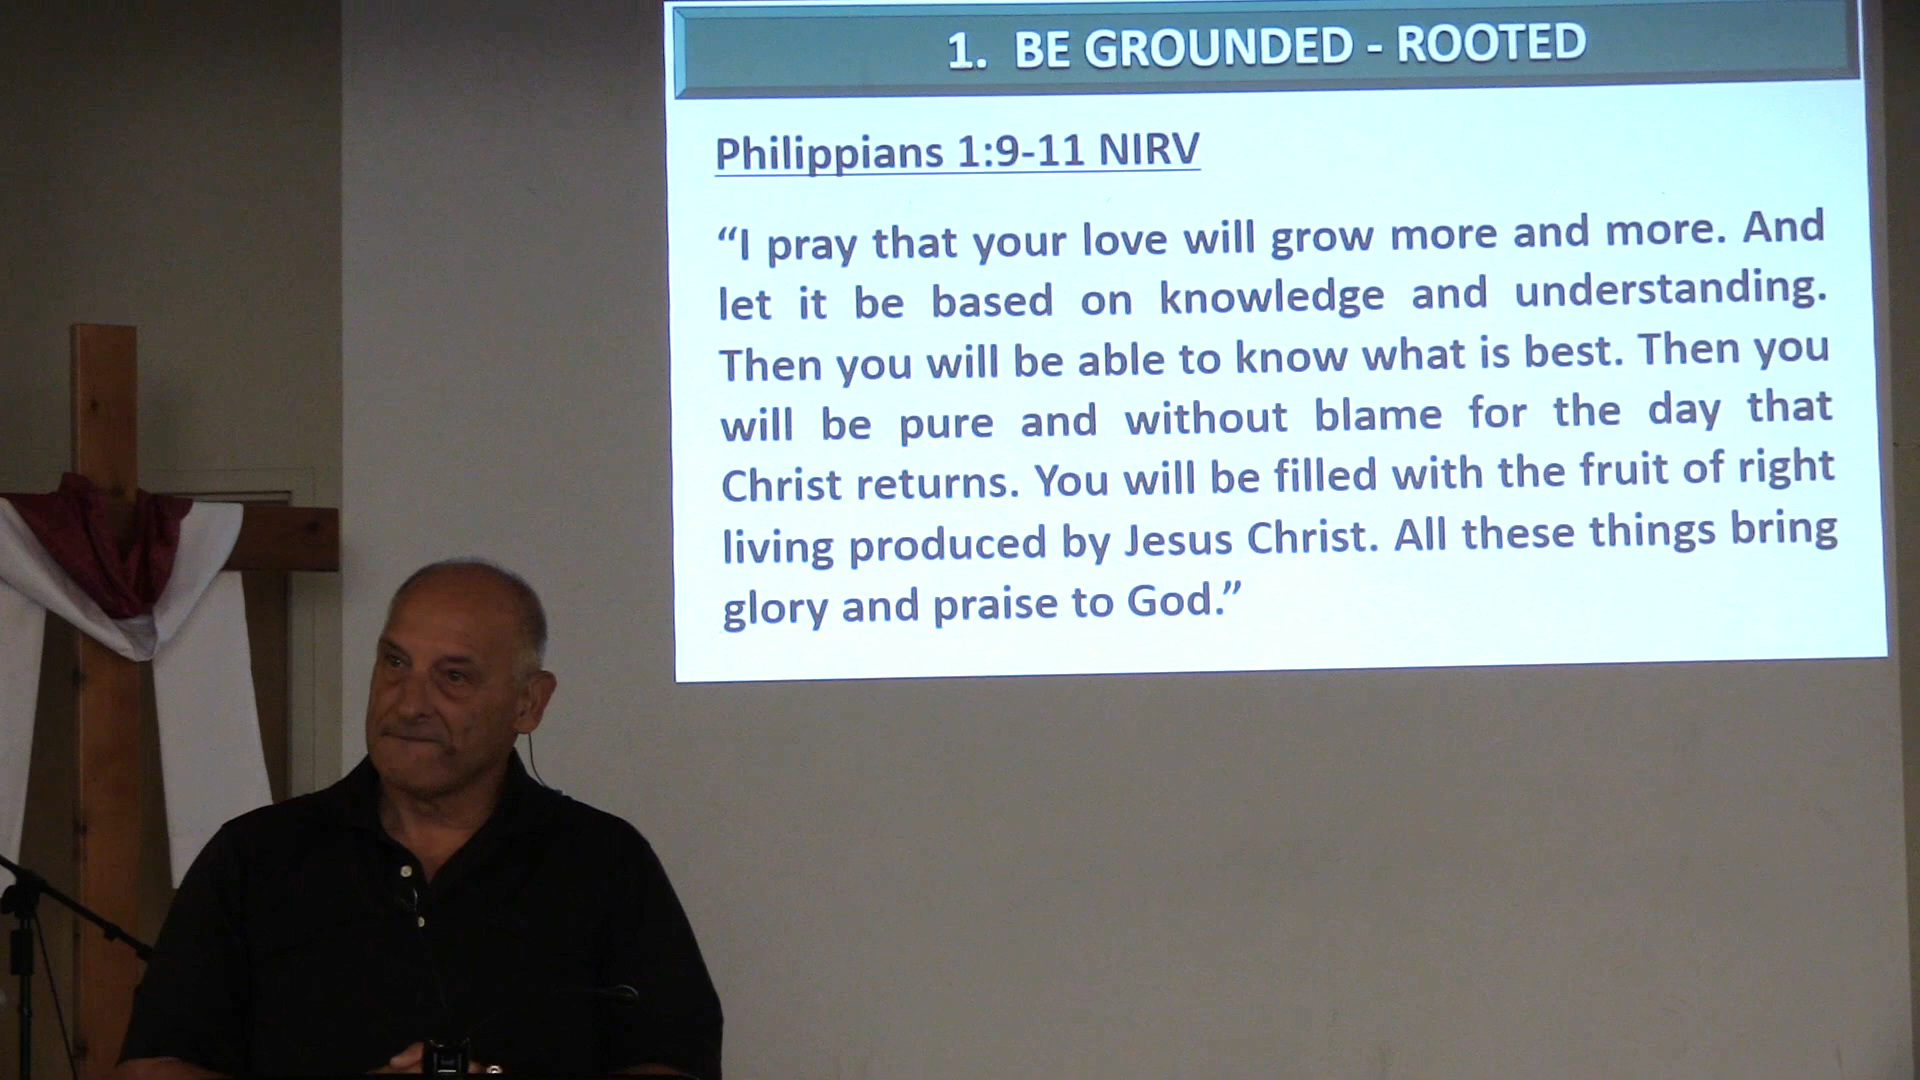 1. BE GROUNDED - ROOTED
Philippians 1:9-11 NIRV
“I pray that your love will grow more and more. And
let it be based on knowledge and understanding.
Then you will be able to know what is best. Then you
will be pure and without blame for the day that
Christ returns. You will be filled with the fruit of right
living produced by Jesus Christ. All these things bring
glory and praise to God.”